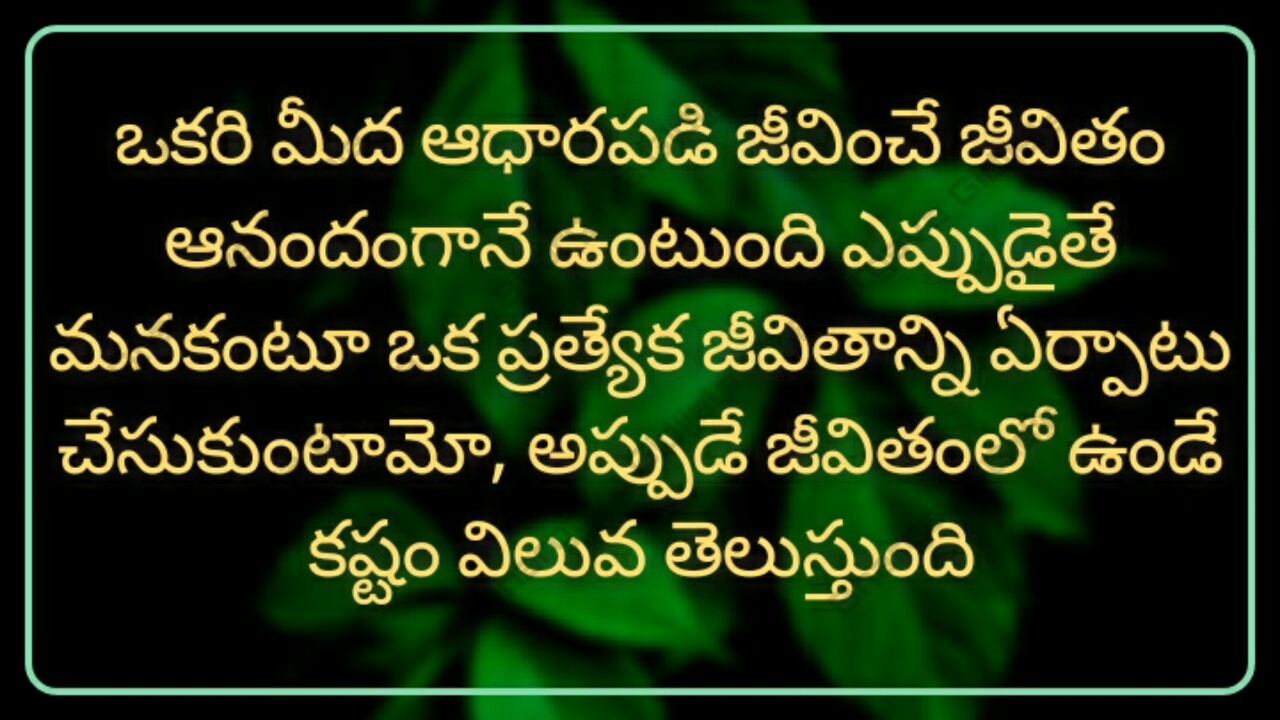 ఒకరి మీద ఆధారపడి జీవించే జీవితం
ఆనందంగానే ఉంటుంది ఎప్పుడైతే
మనకంటూ ఒక ప్రత్యేక జీవితాన్ని ఏర్పాటు
చేసుకుంటామో, అప్పుడే జీవితంలో ఉండే
కష్టం విలువ తెలుస్తుంది